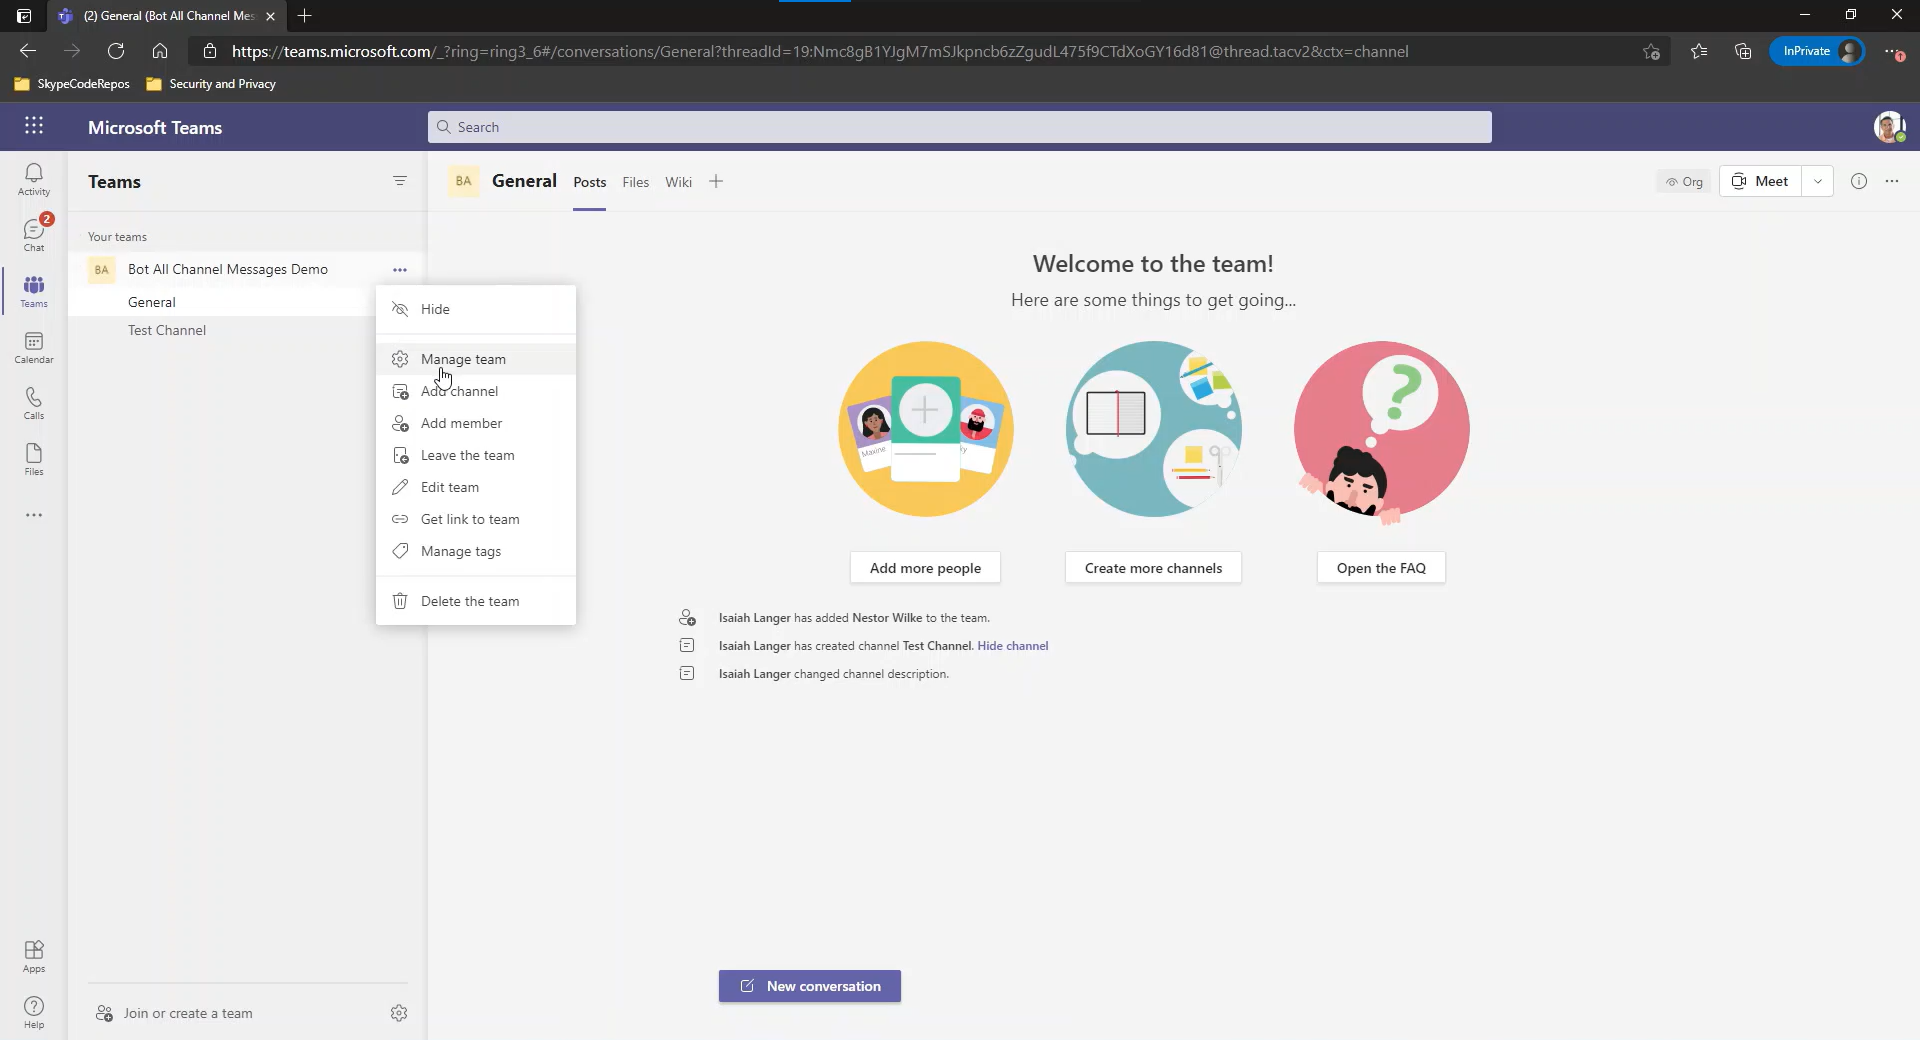 (2) General (Bot All Channel Mes
https://teams.microsoft.com/_?ring=ring3_6#/conversations/General?threadId=19:Nmc8gB1YJgM7mSJkpncb6zZgudL475f9CTdXoGY16d81@thread.tacv2&ctx=channel
InPrivate
SkypeCodeRepos
Security and Privacy
Microsoft Teams
Search
Activity
2
Chat
Teams
Calendar
Calls
Files
Apps
Help
Teams
Your teams
BA Bot All Channel Messages Demo
General
Test Channel
Join or create a team
Hide
Manage team
Add channel
Add member
Leave the team
Edit team
Get link to team
Manage tags
Delete the team
BA General Posts Files Wiki
Org
Meet
Welcome to the team!
Here are some things to get going...
Maxine
Add more people
Create more channels
Open the FAQ
Isaiah Langer has added Nestor Wilke to the team.
Isaiah Langer has created channel Test Channel. Hide channel
Isaiah Langer changed channel description.
New conversation